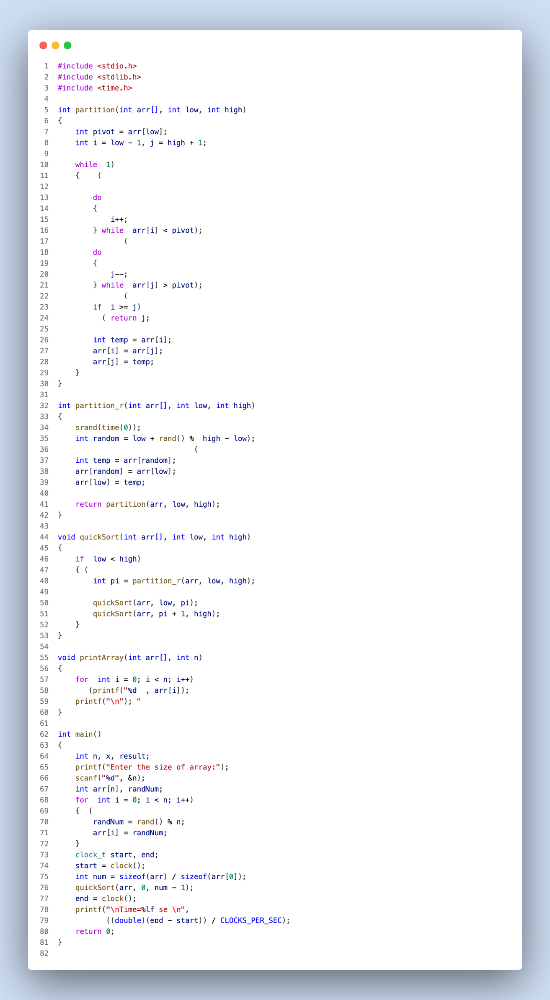 1 #include <stdio.h>
2 #include <stdlib.h>
3 #include <time.h>
4
5 int partition(int arr[], int low, int high)
6 {
7     int pivot = arr[low];
8     int i = low - 1, j = high + 1;
9
10     while  1)
11     {    (
12
13         do
14         {
15             i++;
16         } while  arr[i] < pivot);
17                (
18         do
19         {
20             j--;
21         } while  arr[j] > pivot);
22                (
23         if  i >= j)
24           ( return j;
25
26         int temp = arr[i];
27         arr[i] = arr[j];
28         arr[j] = temp;
29     }
30 }
31
32 int partition_r(int arr[], int low, int high)
33 {
34     srand(time(0));
35     int random = low + rand() %  high - low);
36                                (
37     int temp = arr[random];
38     arr[random] = arr[low];
39     arr[low] = temp;
40
41     return partition(arr, low, high);
42 }
43
44 void quickSort(int arr[], int low, int high)
45 {
46     if  low < high)
47     { (
48         int pi = partition_r(arr, low, high);
49
50         quickSort(arr, low, pi);
51         quickSort(arr, pi + 1, high);
52     }
53 }
54
55 void printArray(int arr[], int n)
56 {
57     for  int i = 0; i < n; i++)
58        (printf("%d  , arr[i]);
59     printf("\n"); "
60 }
61
62 int main()
63 {
64     int n, x, result;
65     printf("Enter the size of array:");
66     scanf("%d", &n);
67     int arr[n], randNum;
68     for  int i = 0; i < n; i++)
69     {  (
70         randNum = rand() % n;
71         arr[i] = randNum;
72     }
73     clock_t start, end;
74     start = clock();
75     int num = sizeof(arr) / sizeof(arr[0]);
76     quickSort(arr, 0, num - 1);
77     end = clock();
78     printf("\nTime=%lf se \n",
79            ((double)(end - start)) / CLOCKS_PER_SEC);
80     return 0;
81 }
82